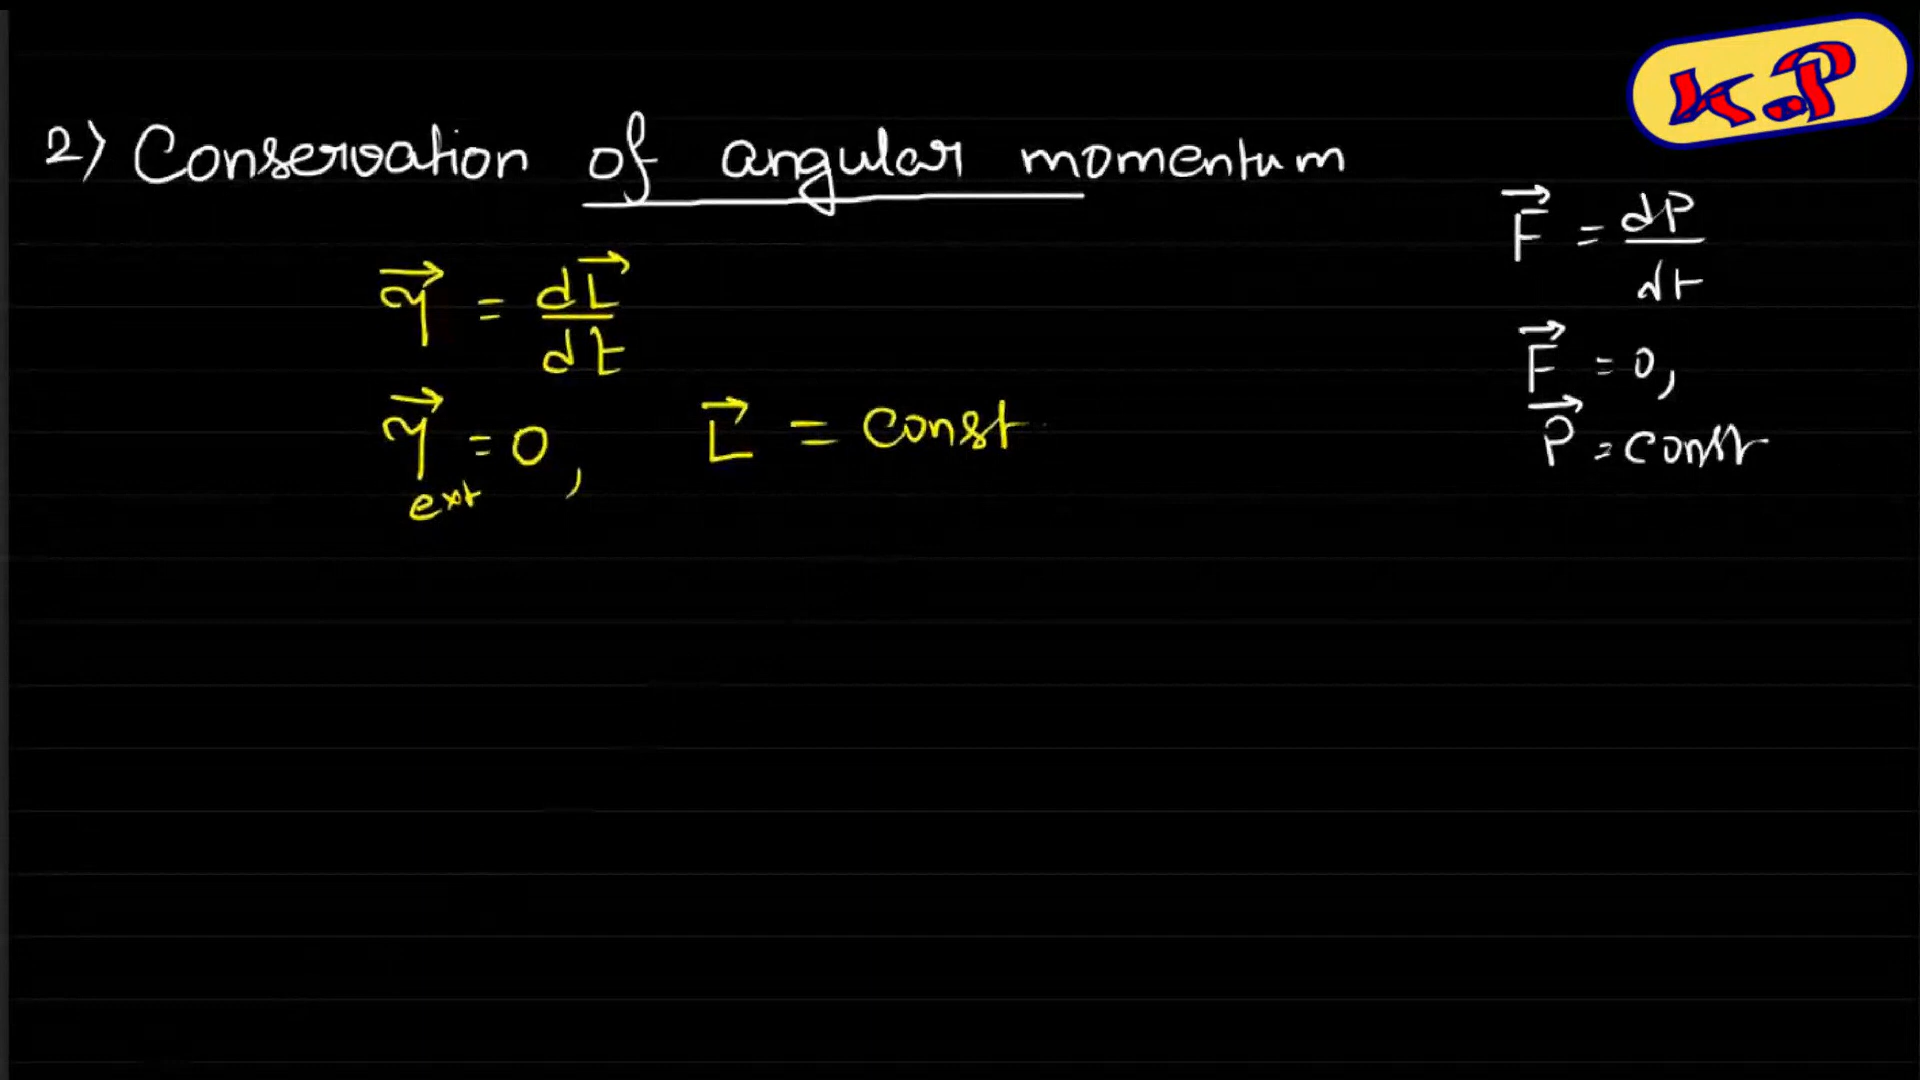 K.P
2) Conservation of angular momentum
τ⃗ = dL⃗/dt
τ⃗ext = 0, L⃗ = const
F⃗ = dP/dt
F⃗ = 0,
P⃗ = const